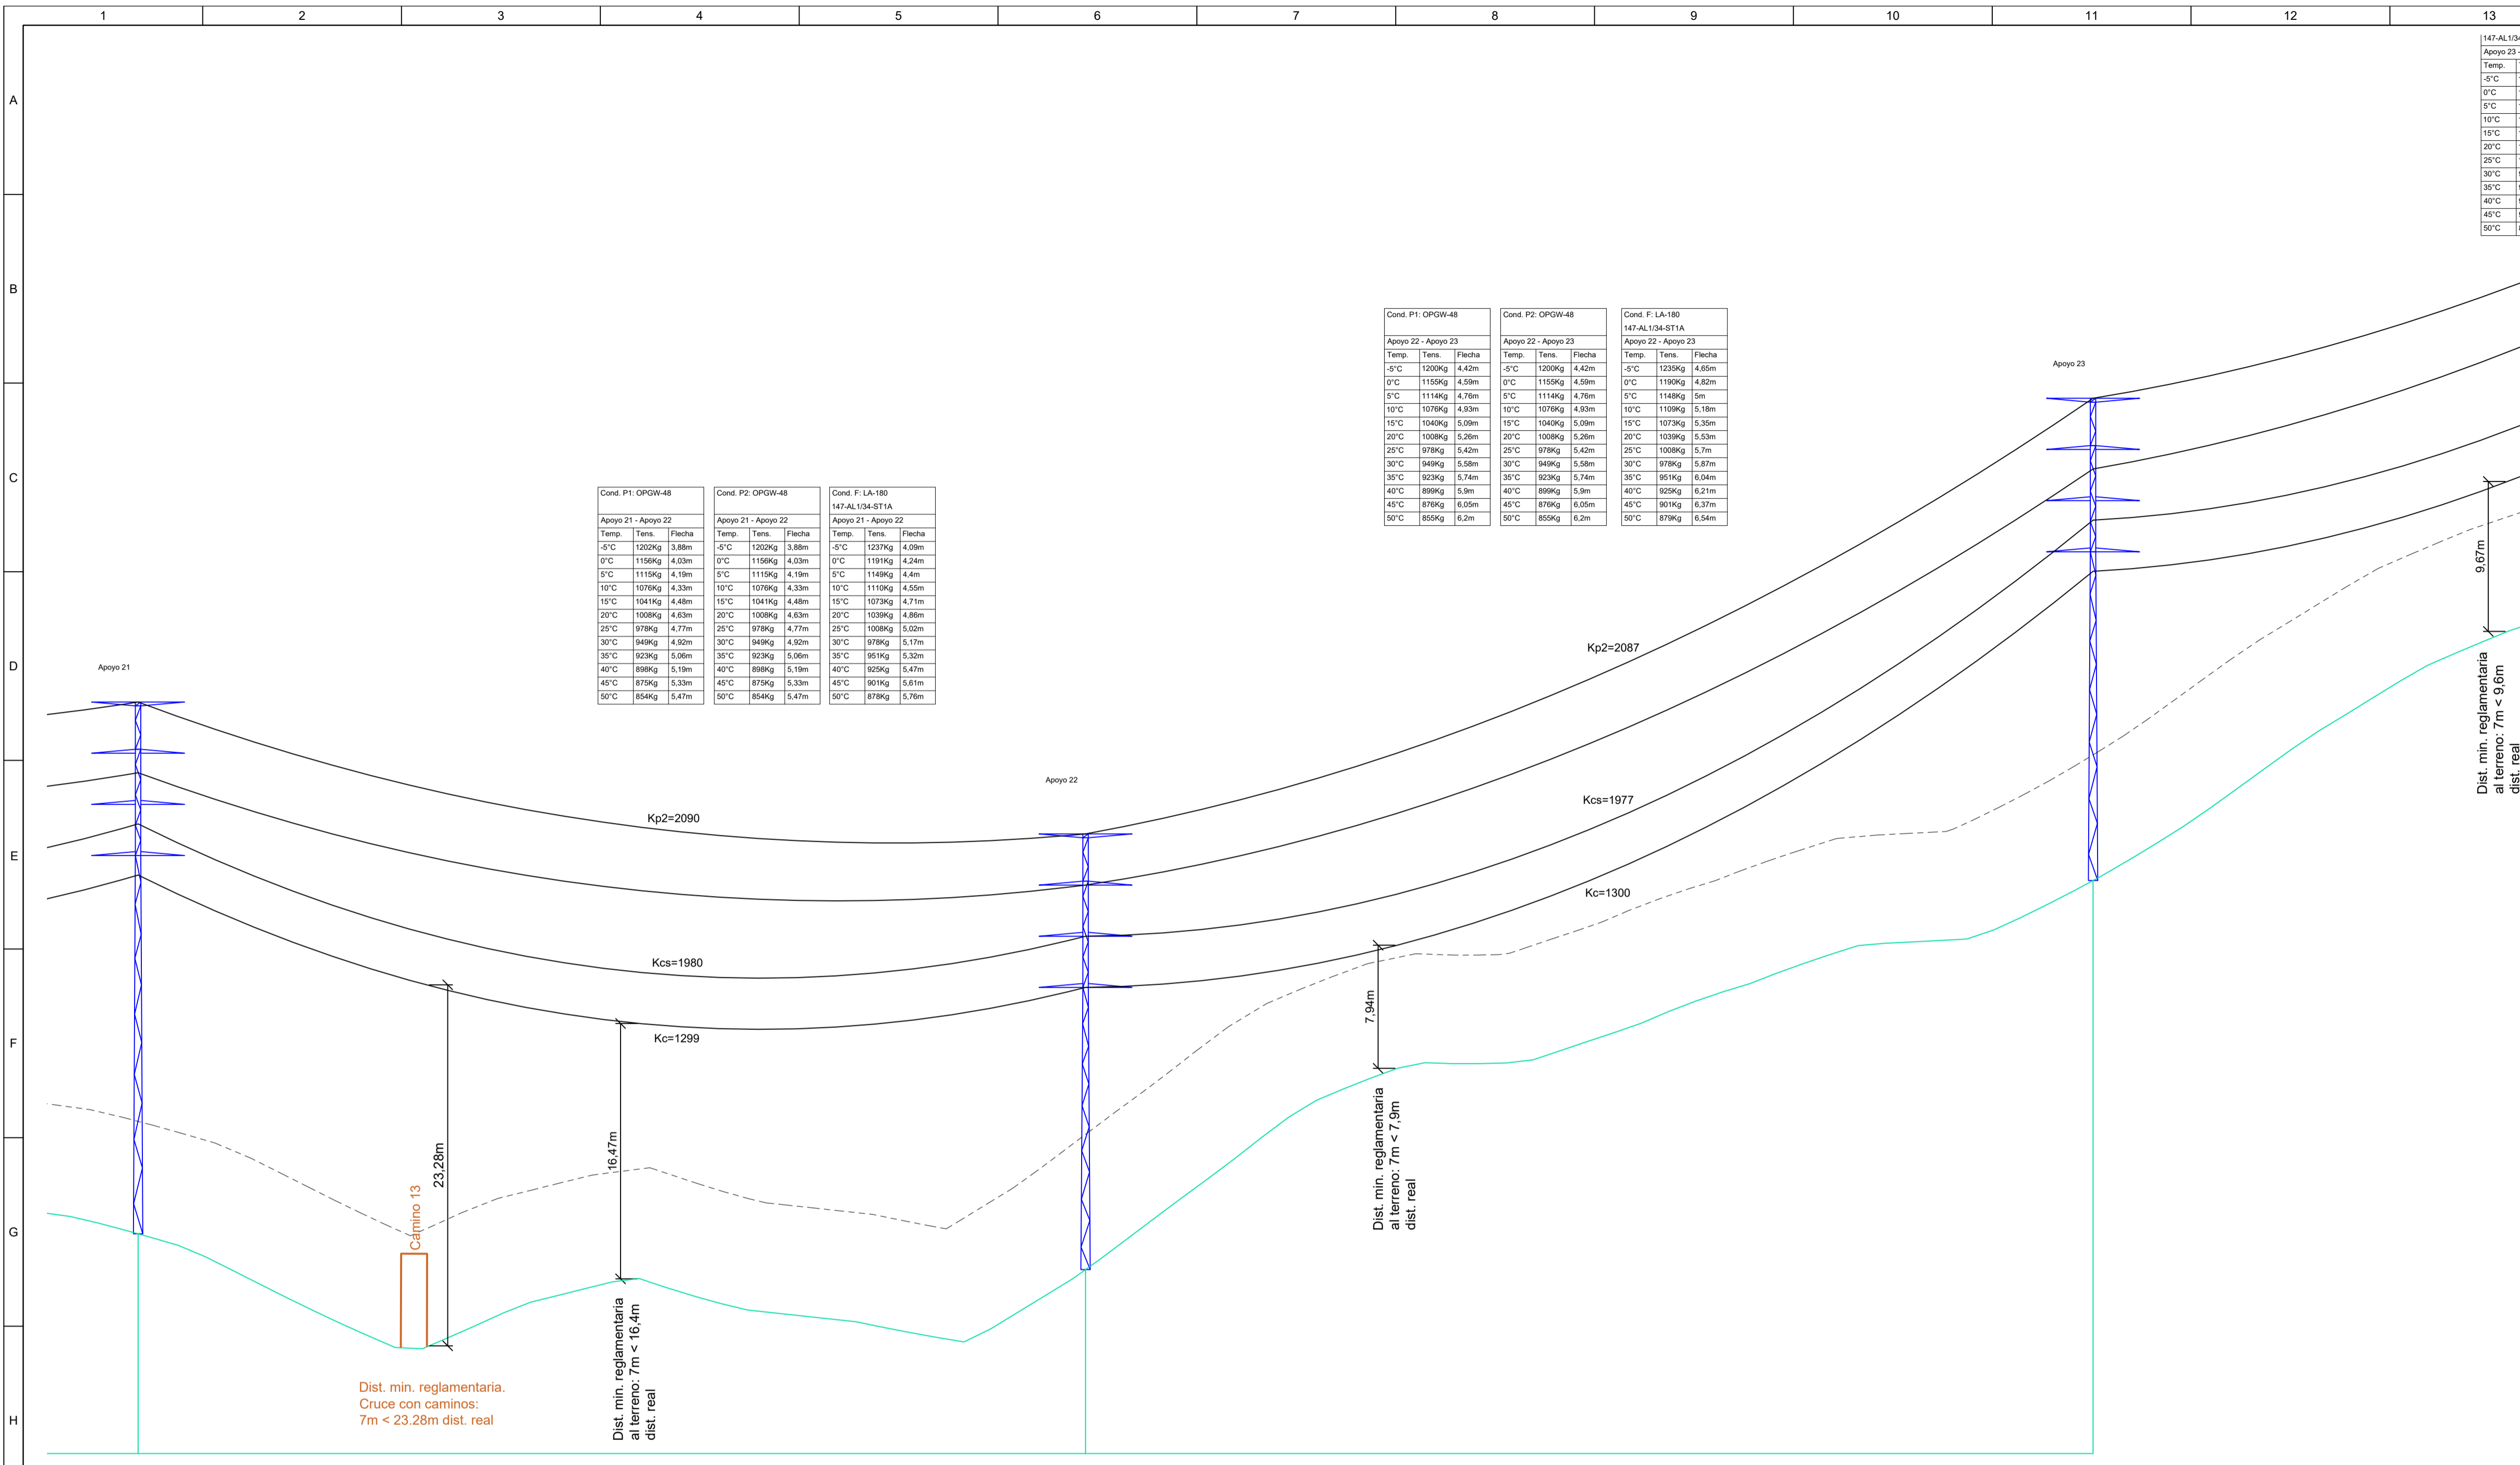 1 2 3 4 5 6 7 8 9 10 11 12 13
A
B
C
D
E
F
G
H
147-AL1/34
Apoyo 23 -
Temp.
-5°C
0°C
5°C
10°C
15°C
20°C
25°C
30°C
35°C
40°C
45°C
50°C
Cond. P1: OPGW-48
Apoyo 22 - Apoyo 23
Temp. Tens. Flecha
-5°C 1200Kg 4,42m
0°C 1155Kg 4,59m
5°C 1114Kg 4,76m
10°C 1076Kg 4,93m
15°C 1040Kg 5,09m
20°C 1008Kg 5,26m
25°C 978Kg 5,42m
30°C 949Kg 5,58m
35°C 923Kg 5,74m
40°C 899Kg 5,9m
45°C 876Kg 6,05m
50°C 855Kg 6,2m
Cond. P2: OPGW-48
Apoyo 22 - Apoyo 23
Temp. Tens. Flecha
-5°C 1200Kg 4,42m
0°C 1155Kg 4,59m
5°C 1114Kg 4,76m
10°C 1076Kg 4,93m
15°C 1040Kg 5,09m
20°C 1008Kg 5,26m
25°C 978Kg 5,42m
30°C 949Kg 5,58m
35°C 923Kg 5,74m
40°C 899Kg 5,9m
45°C 876Kg 6,05m
50°C 855Kg 6,2m
Cond. F: LA-180
147-AL1/34-ST1A
Apoyo 22 - Apoyo 23
Temp. Tens. Flecha
-5°C 1235Kg 4,65m
0°C 1190Kg 4,82m
5°C 1148Kg 5m
10°C 1109Kg 5,18m
15°C 1073Kg 5,35m
20°C 1039Kg 5,53m
25°C 1008Kg 5,7m
30°C 978Kg 5,87m
35°C 951Kg 6,04m
40°C 925Kg 6,21m
45°C 901Kg 6,37m
50°C 879Kg 6,54m
Apoyo 23
Cond. P1: OPGW-48
Apoyo 21 - Apoyo 22
Temp. Tens. Flecha
-5°C 1202Kg 3,88m
0°C 1156Kg 4,03m
5°C 1115Kg 4,19m
10°C 1076Kg 4,33m
15°C 1041Kg 4,48m
20°C 1008Kg 4,63m
25°C 978Kg 4,77m
30°C 949Kg 4,92m
35°C 923Kg 5,06m
40°C 898Kg 5,19m
45°C 875Kg 5,33m
50°C 854Kg 5,47m
Cond. P2: OPGW-48
Apoyo 21 - Apoyo 22
Temp. Tens. Flecha
-5°C 1202Kg 3,88m
0°C 1156Kg 4,03m
5°C 1115Kg 4,19m
10°C 1076Kg 4,33m
15°C 1041Kg 4,48m
20°C 1008Kg 4,63m
25°C 978Kg 4,77m
30°C 949Kg 4,92m
35°C 923Kg 5,06m
40°C 898Kg 5,19m
45°C 875Kg 5,33m
50°C 854Kg 5,47m
Cond. F: LA-180
147-AL1/34-ST1A
Apoyo 21 - Apoyo 22
Temp. Tens. Flecha
-5°C 1237Kg 4,09m
0°C 1191Kg 4,24m
5°C 1149Kg 4,4m
10°C 1110Kg 4,55m
15°C 1073Kg 4,71m
20°C 1039Kg 4,86m
25°C 1008Kg 5,02m
30°C 978Kg 5,17m
35°C 951Kg 5,32m
40°C 925Kg 5,47m
45°C 901Kg 5,61m
50°C 878Kg 5,76m
Apoyo 21
Apoyo 22
Kp2=2090
Kcs=1980
Kc=1299
Kp2=2087
Kcs=1977
Kc=1300
9,67m
Dist. min. reglamentaria
al terreno: 7m < 9,6m
dist. real
7,94m
Dist. min. reglamentaria
al terreno: 7m < 7,9m
dist. real
16,47m
Dist. min. reglamentaria
al terreno: 7m < 16,4m
dist. real
23,28m
Camino 13
Dist. min. reglamentaria.
Cruce con caminos:
7m < 23.28m dist. real